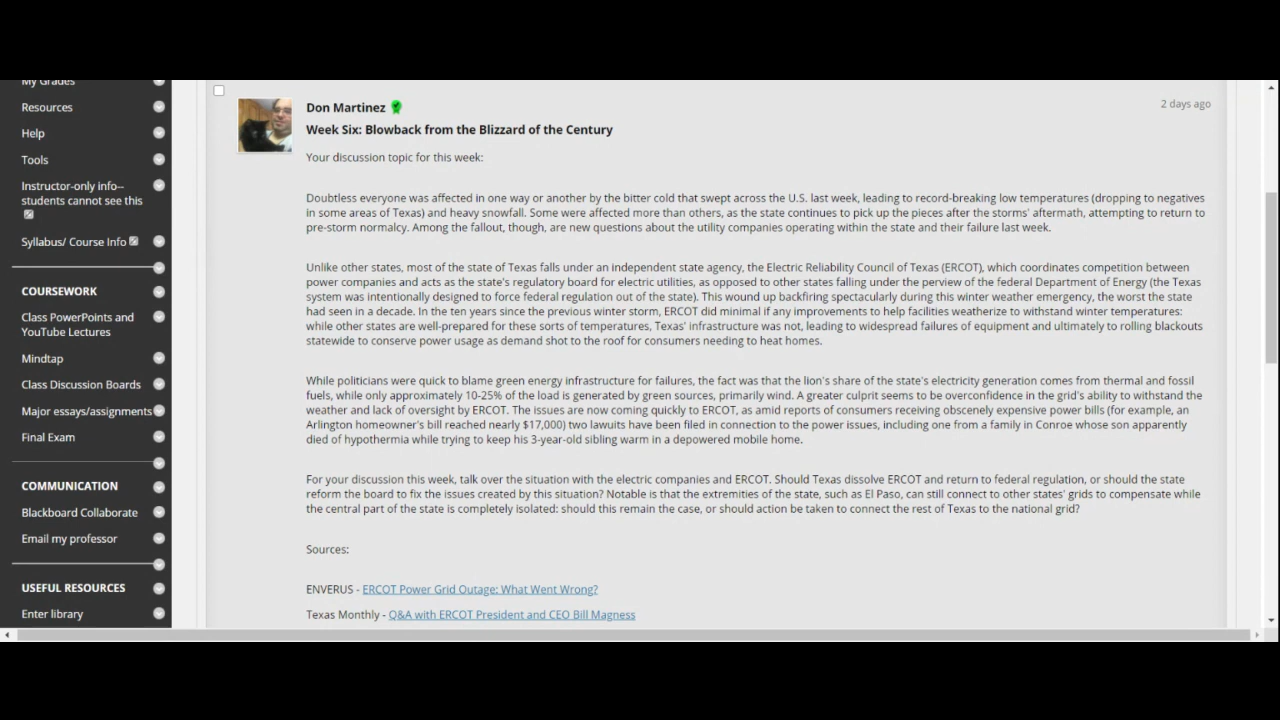 My Grades
Resources
Help
Tools
Instructor-only info--
students cannot see this
Syllabus/ Course Info
COURSEWORK
Class PowerPoints and
YouTube Lectures
Mindtap
Class Discussion Boards
Major essays/assignments
Final Exam
COMMUNICATION
Blackboard Collaborate
Email my professor
USEFUL RESOURCES
Enter library
Don Martinez
2 days ago
Week Six: Blowback from the Blizzard of the Century
Your discussion topic for this week:
Doubtless everyone was affected in one way or another by the bitter cold that swept across the U.S. last week, leading to record-breaking low temperatures (dropping to negatives
in some areas of Texas) and heavy snowfall. Some were affected more than others, as the state continues to pick up the pieces after the storms' aftermath, attempting to return to
pre-storm normalcy. Among the fallout, though, are new questions about the utility companies operating within the state and their failure last week.
Unlike other states, most of the state of Texas falls under an independent state agency, the Electric Reliability Council of Texas (ERCOT), which coordinates competition between
power companies and acts as the state's regulatory board for electric utilities, as opposed to other states falling under the perview of the federal Department of Energy (the Texas
system was intentionally designed to force federal regulation out of the state). This wound up backfiring spectacularly during this winter weather emergency, the worst the state
had seen in a decade. In the ten years since the previous winter storm, ERCOT did minimal if any improvements to help facilities weatherize to withstand winter temperatures:
while other states are well-prepared for these sorts of temperatures, Texas' infrastructure was not, leading to widespread failures of equipment and ultimately to rolling blackouts
statewide to conserve power usage as demand shot to the roof for consumers needing to heat homes.
While politicians were quick to blame green energy infrastructure for failures, the fact was that the lion's share of the state's electricity generation comes from thermal and fossil
fuels, while only approximately 10-25% of the load is generated by green sources, primarily wind. A greater culprit seems to be overconfidence in the grid's ability to withstand the
weather and lack of oversight by ERCOT. The issues are now coming quickly to ERCOT, as amid reports of consumers receiving obscenely expensive power bills (for example, an
Arlington homeowner's bill reached nearly $17,000) two lawuits have been filed in connection to the power issues, including one from a family in Conroe whose son apparently
died of hypothermia while trying to keep his 3-year-old sibling warm in a depowered mobile home.
For your discussion this week, talk over the situation with the electric companies and ERCOT. Should Texas dissolve ERCOT and return to federal regulation, or should the state
reform the board to fix the issues created by this situation? Notable is that the extremities of the state, such as El Paso, can still connect to other states' grids to compensate while
the central part of the state is completely isolated: should this remain the case, or should action be taken to connect the rest of Texas to the national grid?
Sources:
ENVERUS - ERCOT Power Grid Outage: What Went Wrong?
Texas Monthly - Q&A with ERCOT President and CEO Bill Magness